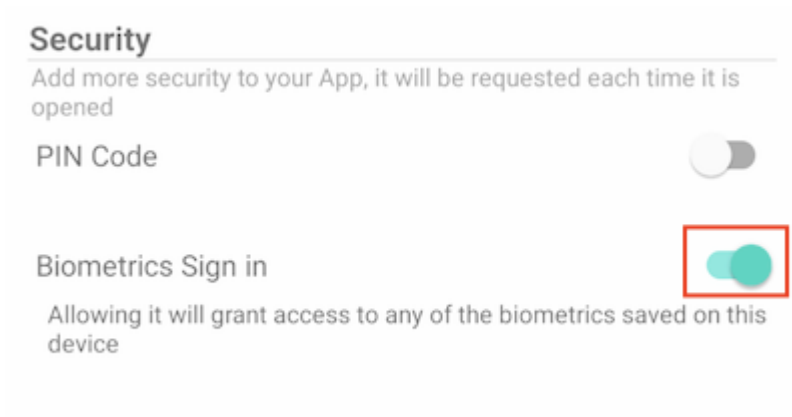 Security
Add more security to your App, it will be requested each time it is
opened
PIN Code
Biometrics Sign in
Allowing it will grant access to any of the biometrics saved on this
device